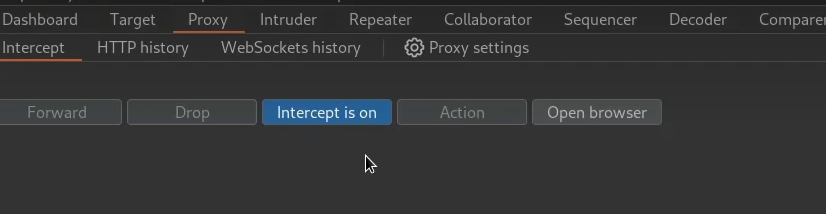 Dashboard Target Proxy Intruder Repeater Collaborator Sequencer Decoder Comparer
Intercept HTTP history WebSockets history Proxy settings
Forward Drop Intercept is on Action Open browser